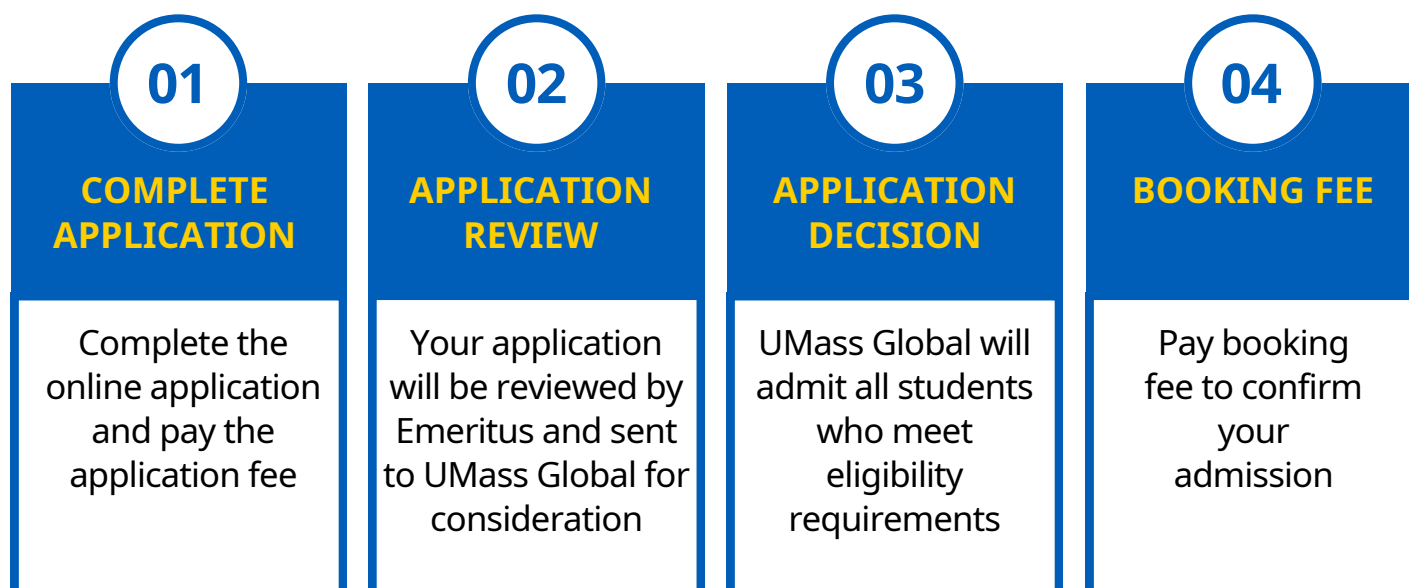 01
COMPLETE
APPLICATION
Complete the
online application
and pay the
application fee
02
APPLICATION
REVIEW
Your application
will be reviewed by
Emeritus and sent
to UMass Global for
consideration
03
APPLICATION
DECISION
UMass Global will
admit all students
who meet
eligibility
requirements
04
BOOKING FEE
Pay booking
fee to confirm
your
admission